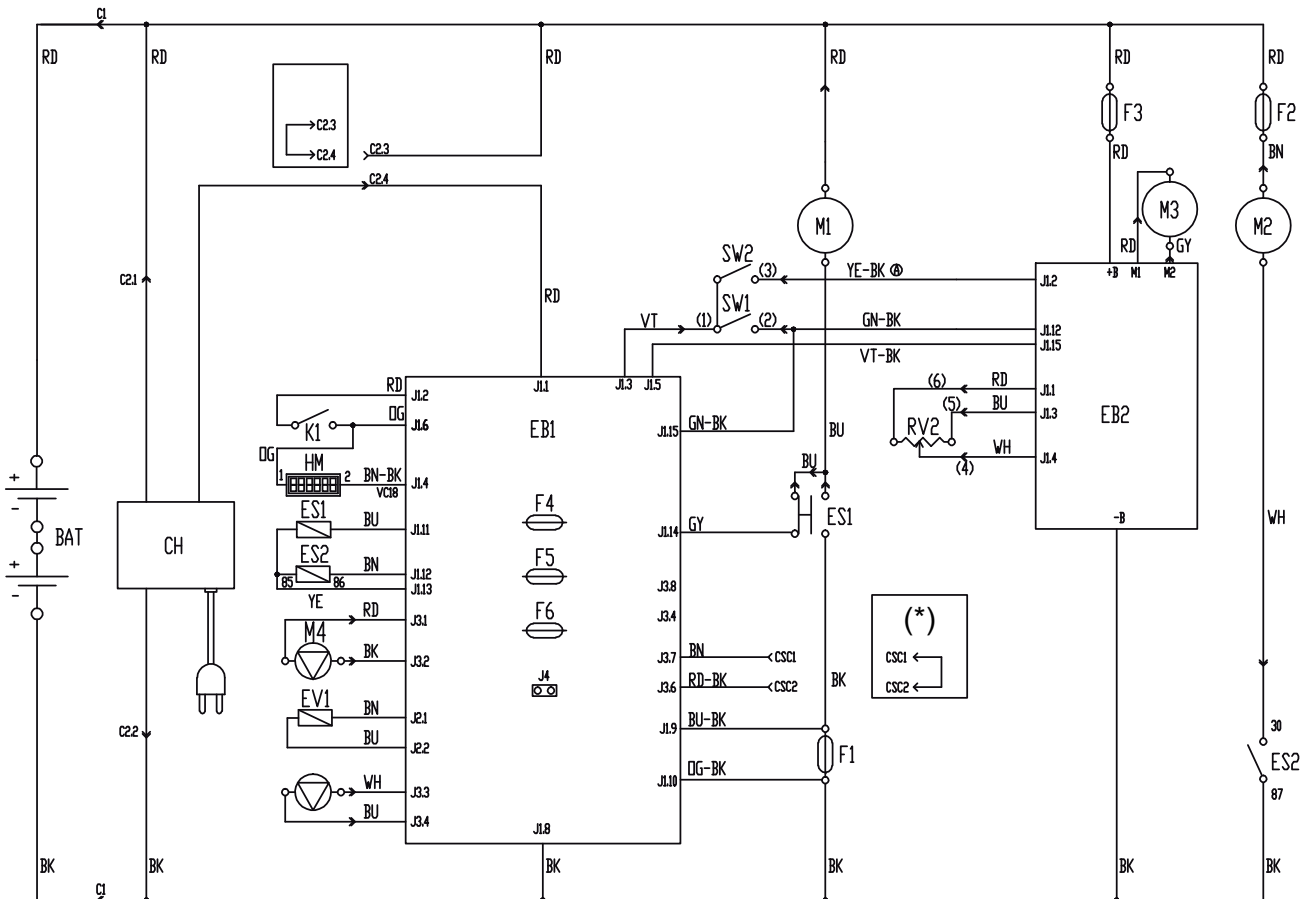 C1
RD RD RD RD RD RD
C2.3
C2.4
C2.3
C2.4
F3
F2
RD
BN
M1
M3
M2
RD
GY
C2.1
RD
SW2
(3)
YE-BK Ⓐ
+B M1 M2
J1.2
VT
(1)
SW1
(2)
GN-BK
J1.12
VT-BK
J1.15
RD
J1.2
J1.1
J1.3
J1.5
(6)
RD
J1.1
(5)
BU
J1.3
OG
J1.6
K1
EB1
GN-BK
J1.15
BU
RV2
EB2
WH
J1.4
(4)
OG
HM
1
2
BN-BK
J1.4
VC18
BU
+
-
BAT
+
-
CH
ES1
BU
J1.11
F4
GY
J1.14
ES1
-B
WH
ES2
BN
J1.12
85
86
J1.13
YE
F5
J3.8
RD
J3.1
M4
F6
J3.4
(*)
BK
J3.2
J4
BN
J3.7
CSC1
CSC1
RD-BK
J3.6
CSC2
CSC2
BK
EV1
BN
J2.1
BU
J2.2
BU-BK
J1.9
F1
C2.2
30
ES2
87
OG-BK
J1.10
WH
J3.3
BU
J3.4
J1.8
BK BK BK BK BK BK
C1